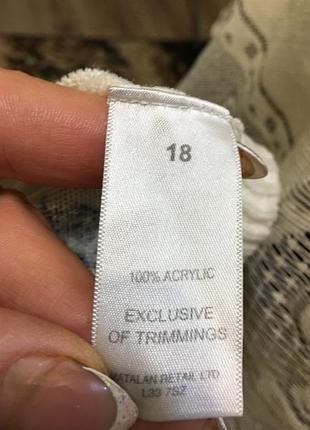 18
100% ACRYLIC
EXCLUSIVE
OF TRIMMINGS
MATALAN RETAIL LTD
L33 7SZ